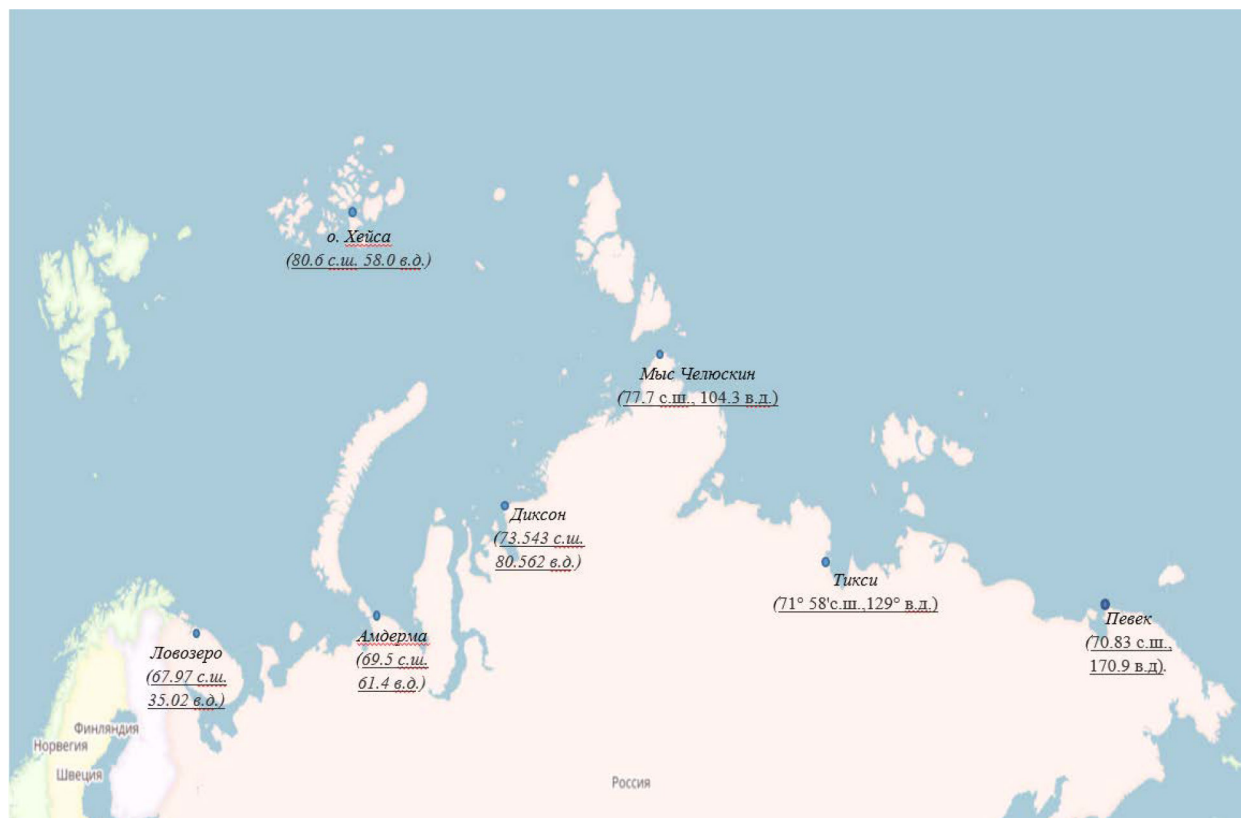 о. Хейса
(80.6 с.ш. 58.0 в.д.)
Мыс Челюскин
(77.7 с.ш., 104.3 в.д.)
Диксон
(73.543 с.ш.
80.562 в.д.)
Тикси
(71° 58'с.ш.,129° в.д.)
Певек
(70.83 с.ш.,
170.9 в.д).
Амдерма
(69.5 с.ш.
61.4 в.д.)
Ловозеро
(67.97 с.ш.
35.02 в.д.)
Финляндия
Норвегия
Швеция
Россия